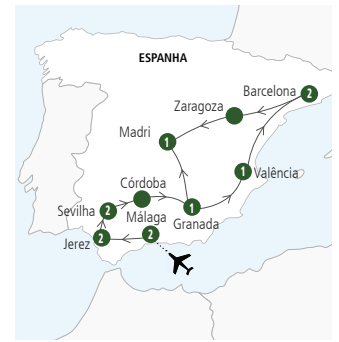 ESPANHA
Barcelona 2
Zaragoza
Madri
1
1 Valência
Córdoba
Sevilha 2
Málaga
2
1
Granada
Jerez 2